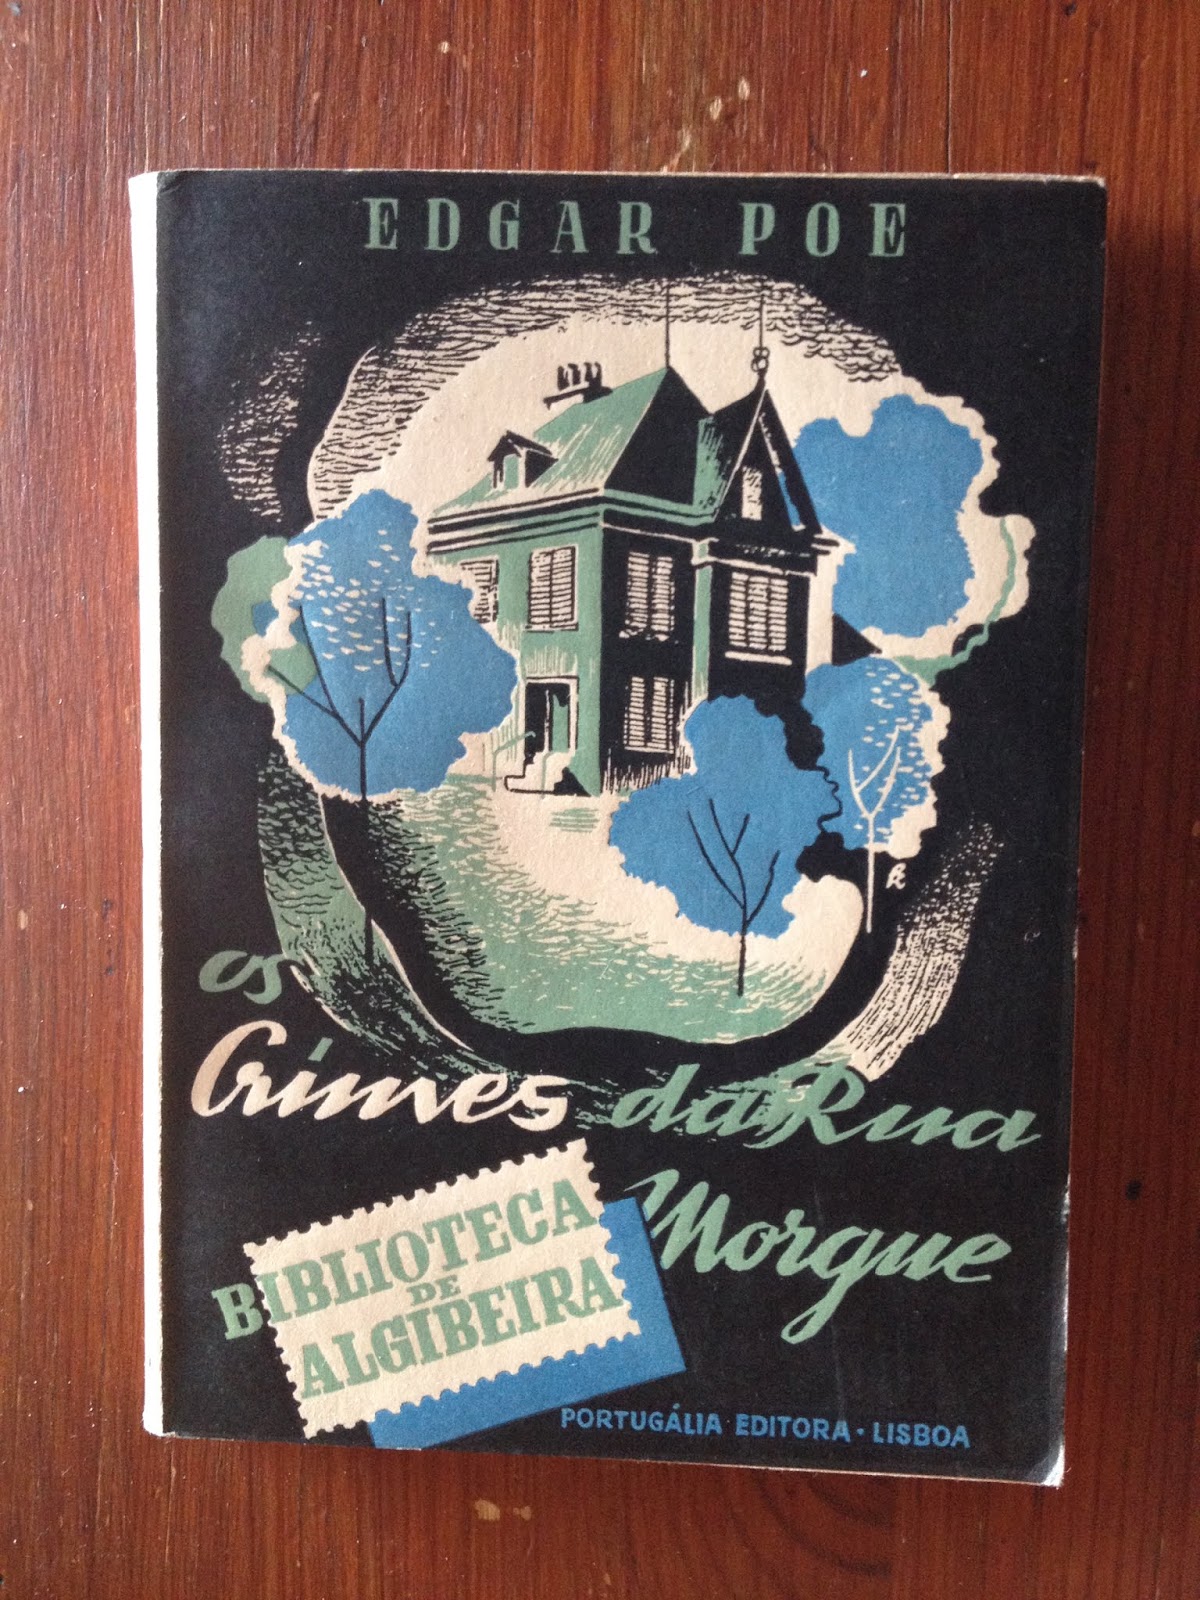 EDGAR POE
os
Crimes da Rua
Morgue
BIBLIOTECA
DE
ALGIBEIRA
PORTUGÁLIA EDITORA · LISBOA